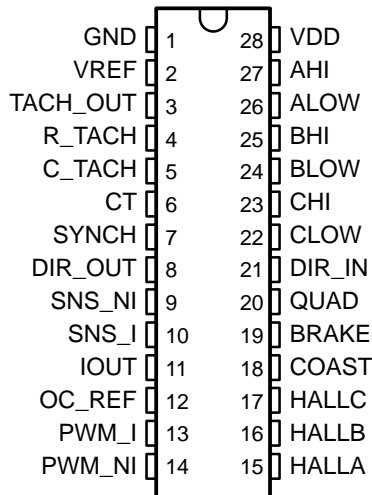 GND 1 28 VDD
VREF 2 27 AHI
TACH_OUT 3 26 ALOW
R_TACH 4 25 BHI
C_TACH 5 24 BLOW
CT 6 23 CHI
SYNCH 7 22 CLOW
DIR_OUT 8 21 DIR_IN
SNS_NI 9 20 QUAD
SNS_I 10 19 BRAKE
IOUT 11 18 COAST
OC_REF 12 17 HALLC
PWM_I 13 16 HALLB
PWM_NI 14 15 HALLA